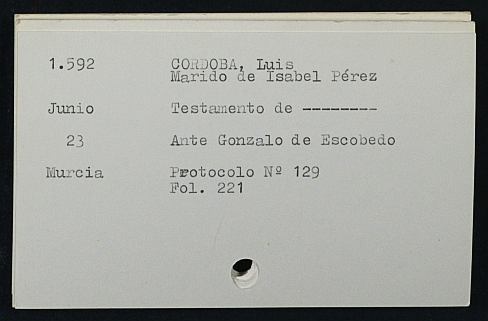 1.592 CORDOBA, Luis
Marido de Isabel Pérez
Junio Testamento de --------
23 Ante Gonzalo de Escobedo
Murcia Protocolo Nº 129
Fol. 221